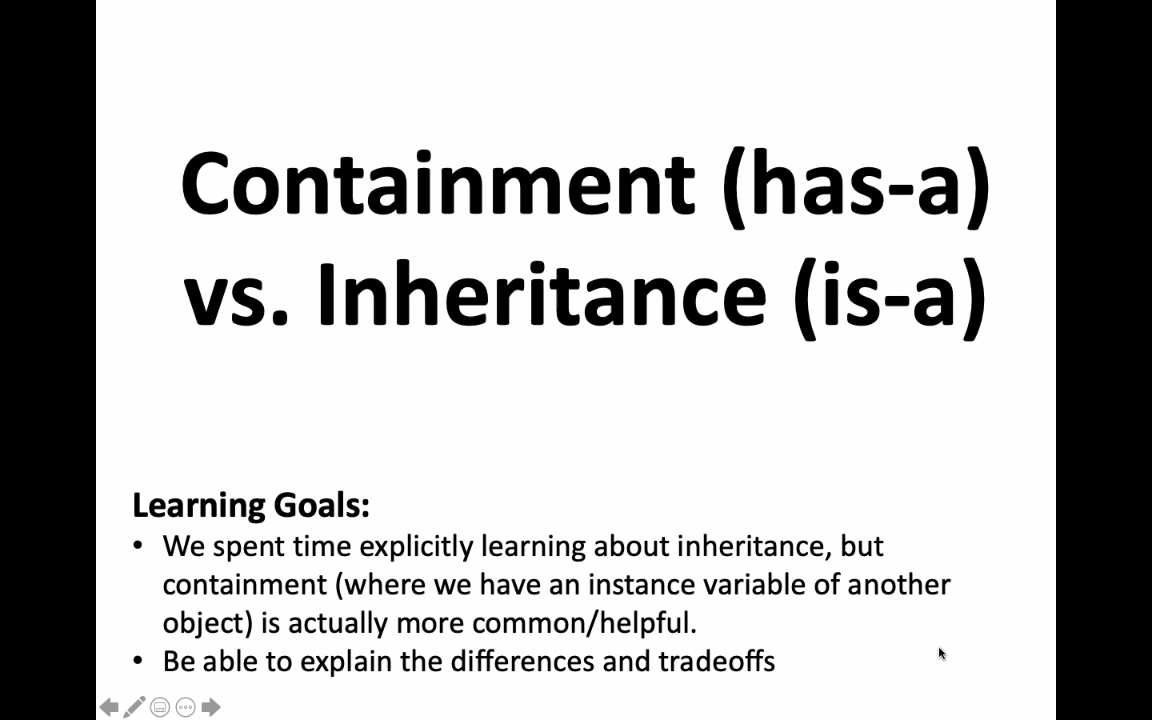 Containment (has-a)
vs. Inheritance (is-a)
Learning Goals:
• We spent time explicitly learning about inheritance, but
containment (where we have an instance variable of another
object) is actually more common/helpful.
• Be able to explain the differences and tradeoffs